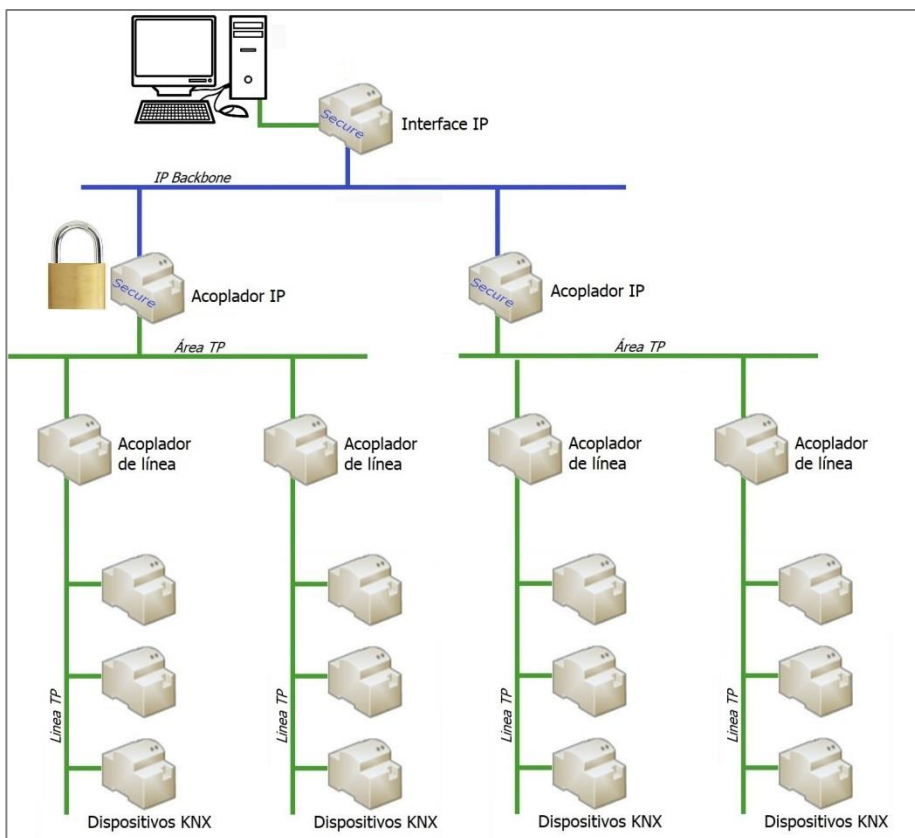 Secure
Interface IP
IP Backbone
Secure
Acoplador IP
Secure
Acoplador IP
Área TP
Área TP
Acoplador
de línea
Acoplador
de línea
Acoplador
de línea
Acoplador
de línea
Linea TP
Linea TP
Linea TP
Linea TP
Dispositivos KNX
Dispositivos KNX
Dispositivos KNX
Dispositivos KNX